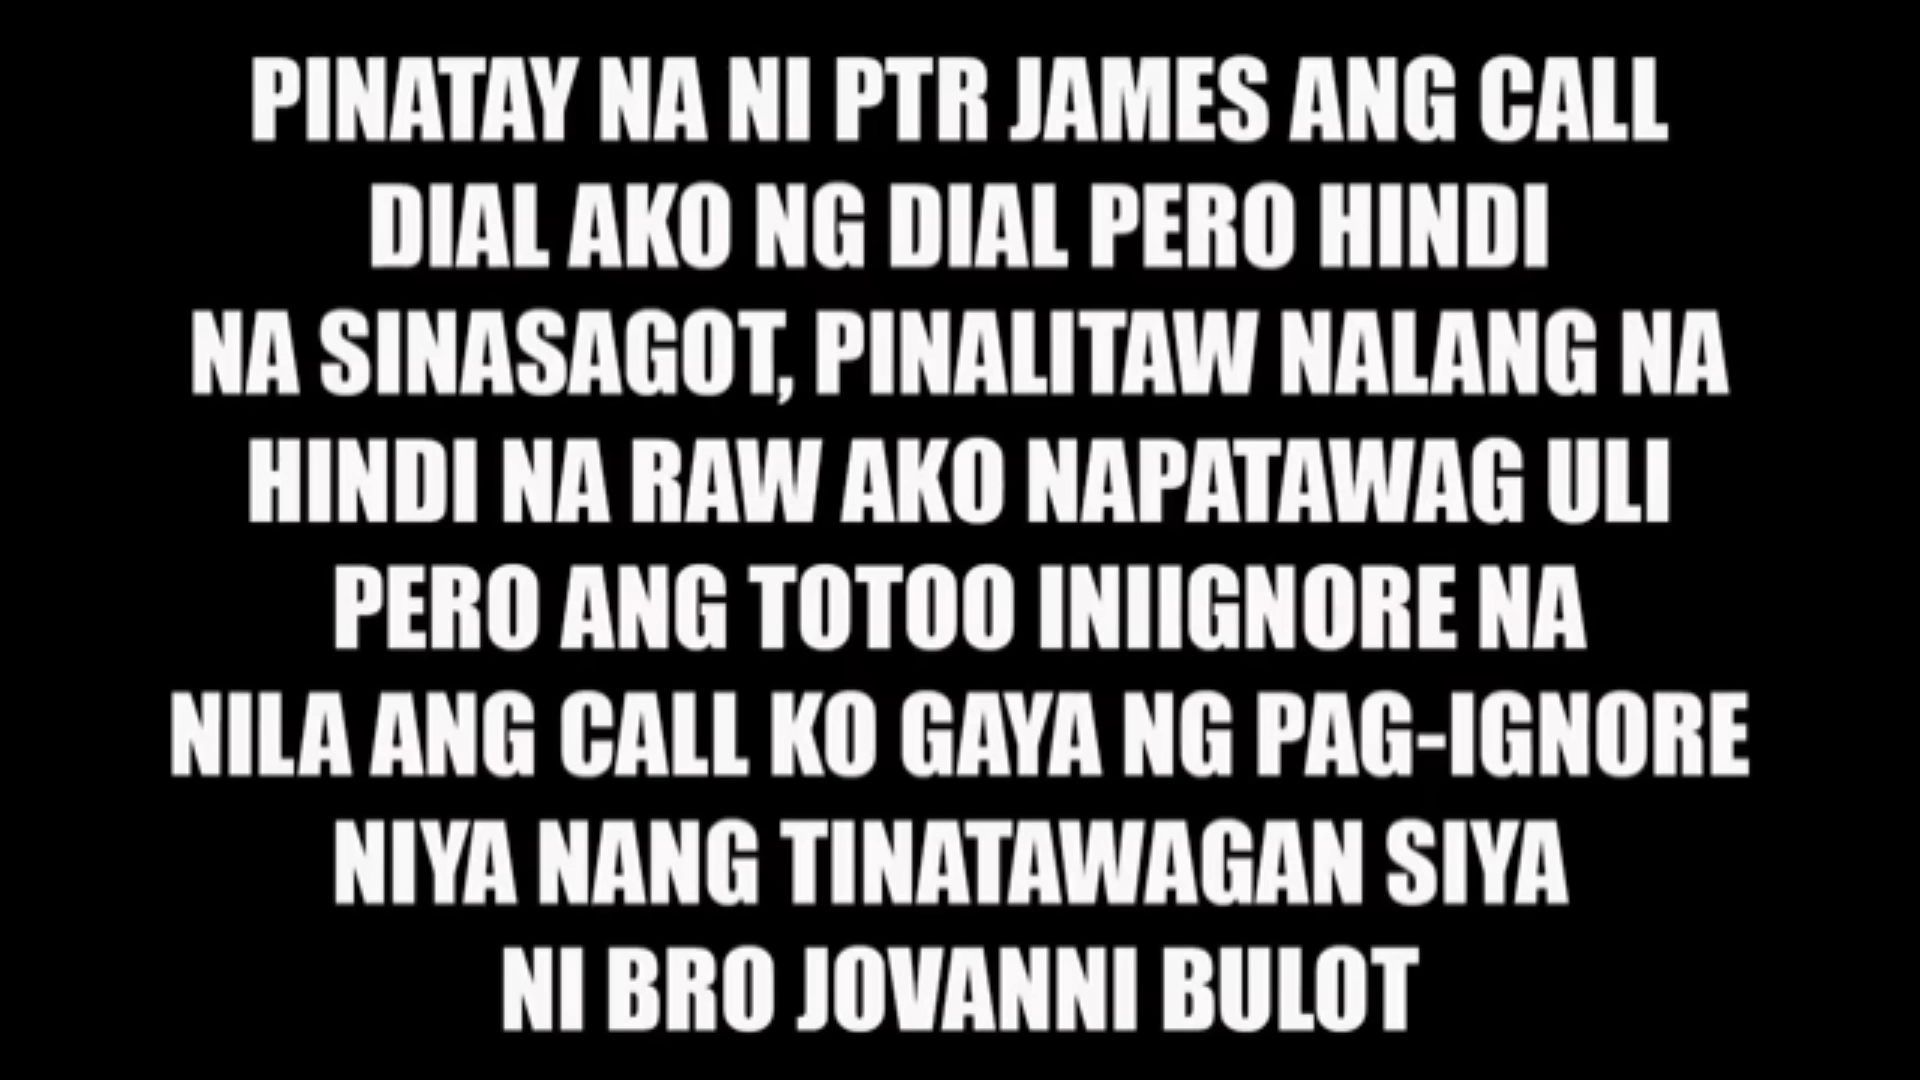 PINATAY NA NI PTR JAMES ANG CALL
DIAL AKO NG DIAL PERO HINDI
NA SINASAGOT, PINALITAW NALANG NA
HINDI NA RAW AKO NAPATAWAG ULI
PERO ANG TOTOO INIIGNORE NA
NILA ANG CALL KO GAYA NG PAG-IGNORE
NIYA NANG TINATAWAGAN SIYA
NI BRO JOVANNI BULOT